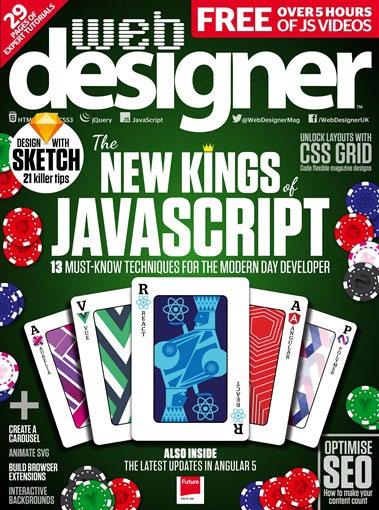 29
PAGES OF
EXPERT TUTORIALS
FREE OVER 5 HOURS
OF JS VIDEOS
web
designer
™
jQuery
JavaScript
@WebDesignerMag
/WebDesignerUK
DESIGN WITH
SKETCH
21 killer tips
UNLOCK LAYOUTS WITH
CSS GRID
Code flexible magazine designs
The
NEW KINGS of
JAVASCRIPT
13 MUST-KNOW TECHNIQUES FOR THE MODERN DAY DEVELOPER
A
AURELIA
V
VUE
R
REACT
R
REACT
A
ANGULAR
P
POLYMER
+
CREATE A
CAROUSEL
ANIMATE SVG
BUILD BROWSER
EXTENSIONS
INTERACTIVE
BACKGROUNDS
ALSO INSIDE
THE LATEST UPDATES IN ANGULAR 5
Future
OPTIMISE
SEO
How to make your
content count